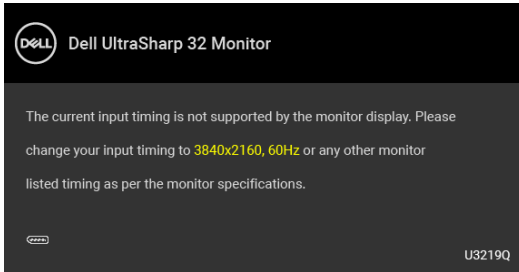 DELL
Dell UltraSharp 32 Monitor
The current input timing is not supported by the monitor display. Please
change your input timing to 3840x2160, 60Hz or any other monitor
listed timing as per the monitor specifications.
U3219Q